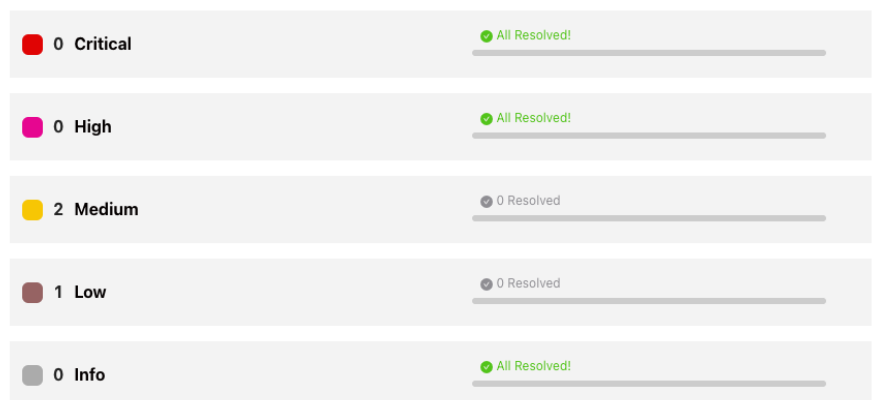 0 Critical All Resolved!
0 High All Resolved!
2 Medium 0 Resolved
1 Low 0 Resolved
0 Info All Resolved!